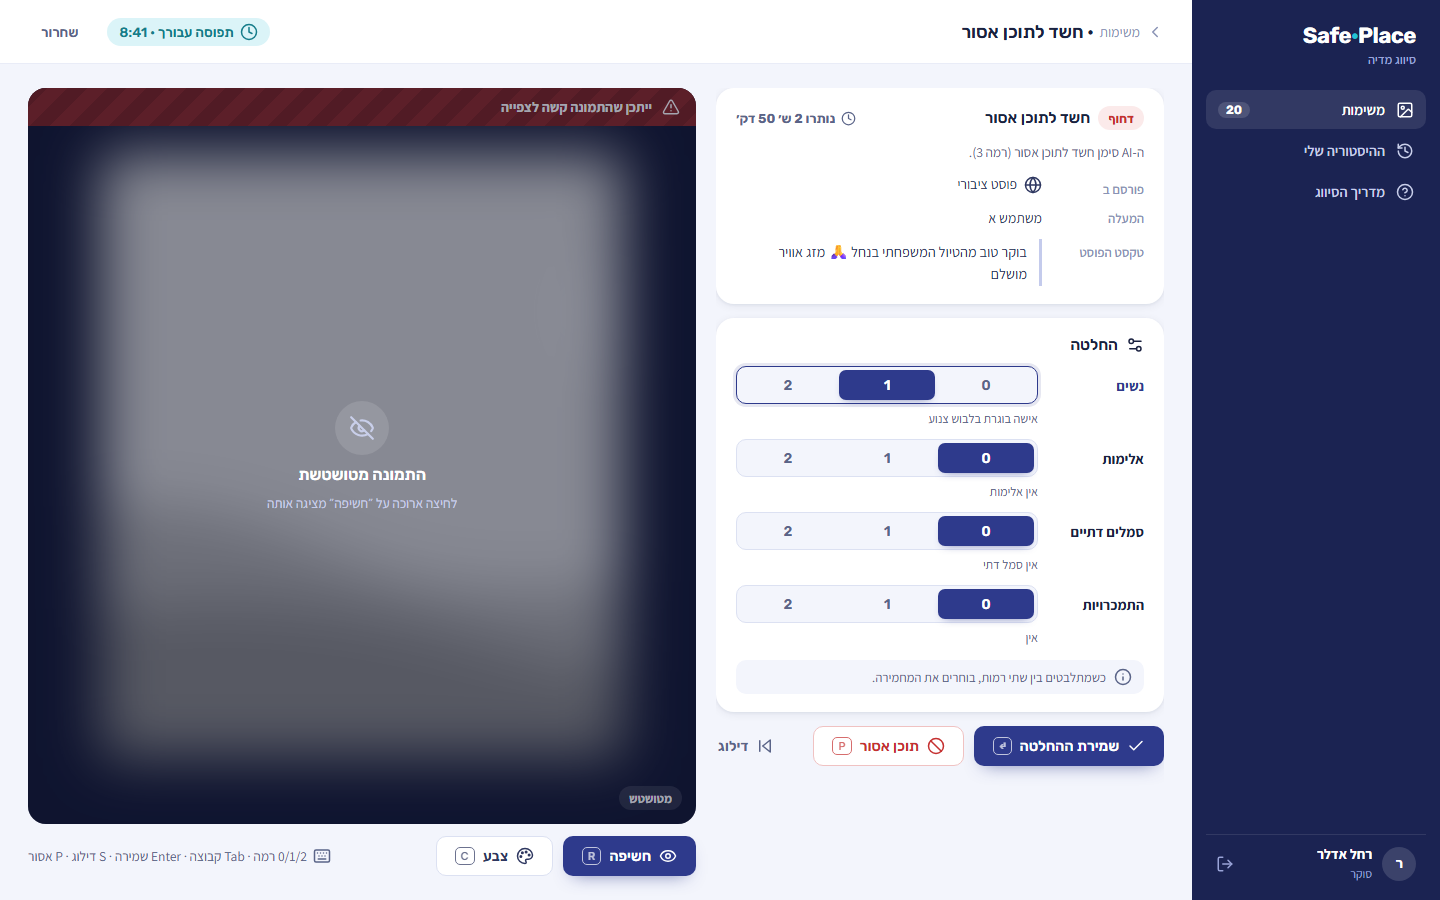 Safe•Place
סיווג מדיה
משימות 20
ההיסטוריה שלי
מדריך הסיווג
רחל אדלר
סוקר
ר
משימות • חשד לתוכן אסור
תפוסה עבורך • 8:41
שחרור
דחוף חשד לתוכן אסור
נותרו 2 ש׳ 50 דק׳
ה-AI סימן חשד לתוכן אסור (רמה 3).
פורסם ב פוסט ציבורי
המעלה משתמש א
טקסט הפוסט בוקר טוב מהטיול המשפחתי בנחל 🙏 מזג אוויר
מושלם
החלטה
נשים 0 1 2
אישה בוגרת בלבוש צנוע
אלימות 0 1 2
אין אלימות
סמלים דתיים 0 1 2
אין סמל דתי
התמכרויות 0 1 2
אין
כשמתלבטים בין שתי רמות, בוחרים את המחמירה.
שמירת ההחלטה
תוכן אסור P
דילוג
ייתכן שהתמונה קשה לצפייה
התמונה מטושטשת
לחיצה ארוכה על ״חשיפה״ מציגה אותה
מטושטש
חשיפה R
צבע C
0/1/2 רמה · Tab קבוצה · Enter שמירה · S דילוג · P אסור